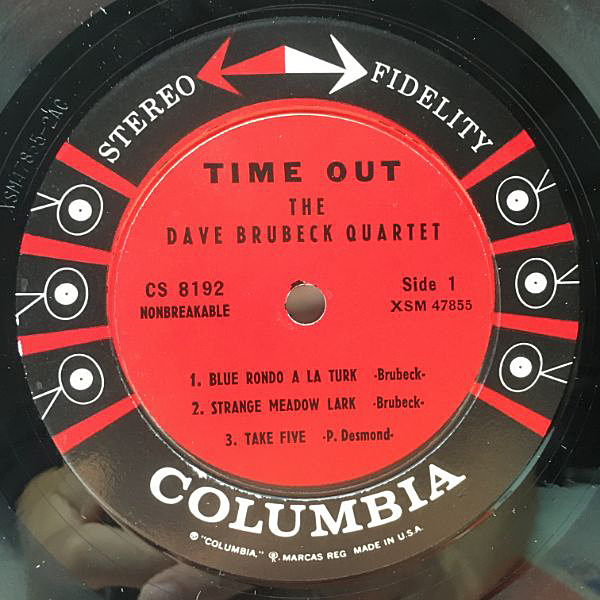 STEREO FIDELITY
TIME OUT
THE
DAVE BRUBECK QUARTET
CS 8192
NONBREAKABLE
Side 1
XSM 47855
1. BLUE RONDO A LA TURK -Brubeck-
2. STRANGE MEADOW LARK -Brubeck-
3. TAKE FIVE -P. Desmond-
COLUMBIA
® "COLUMBIA," MARCAS REG MADE IN U.S.A.